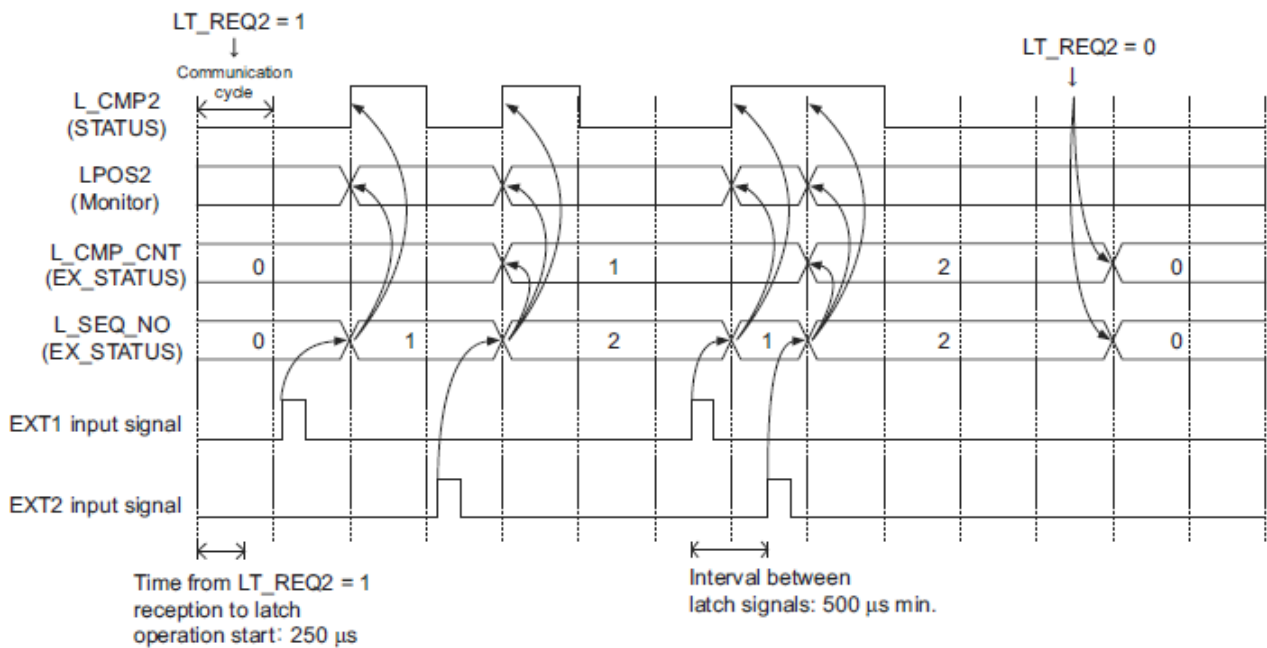 LT_REQ2 = 1
↓
Communication
cycle
LT_REQ2 = 0
↓
L_CMP2
(STATUS)
LPOS2
(Monitor)
L_CMP_CNT
(EX_STATUS)
0
1
2
0
L_SEQ_NO
(EX_STATUS)
0
1
2
1
2
0
EXT1 input signal
EXT2 input signal
Time from LT_REQ2 = 1
reception to latch
operation start: 250 μs
Interval between
latch signals: 500 μs min.